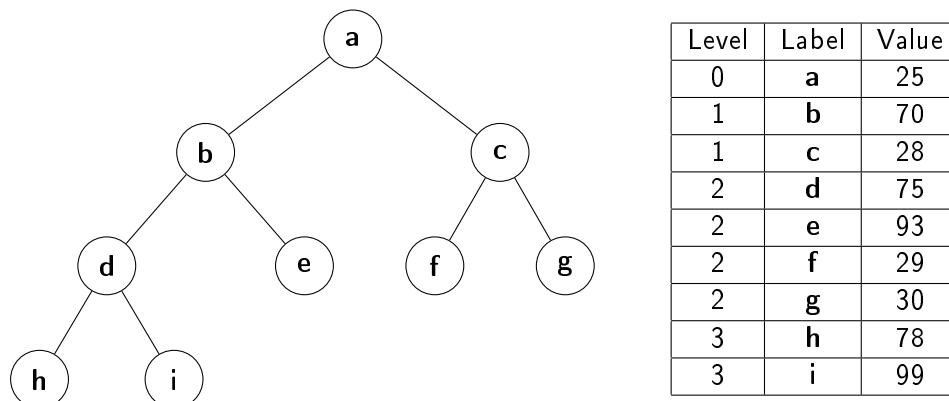 a
b c
d e f g
h i
Level Label Value
0 a 25
1 b 70
1 c 28
2 d 75
2 e 93
2 f 29
2 g 30
3 h 78
3 i 99